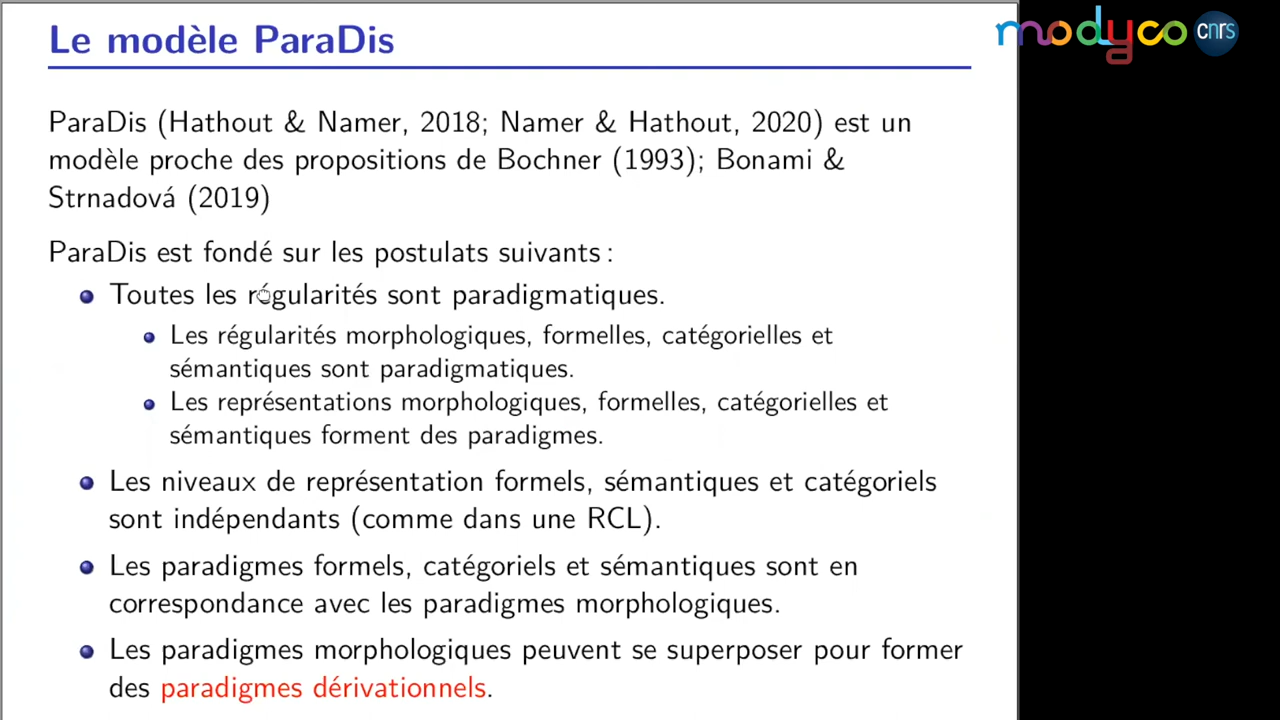 Le modèle ParaDis
modyco cnrs
ParaDis (Hathout & Namer, 2018; Namer & Hathout, 2020) est un
modèle proche des propositions de Bochner (1993); Bonami &
Strnadová (2019)
ParaDis est fondé sur les postulats suivants :
Toutes les régularités sont paradigmatiques.
Les régularités morphologiques, formelles, catégorielles et
sémantiques sont paradigmatiques.
Les représentations morphologiques, formelles, catégorielles et
sémantiques forment des paradigmes.
Les niveaux de représentation formels, sémantiques et catégoriels
sont indépendants (comme dans une RCL).
Les paradigmes formels, catégoriels et sémantiques sont en
correspondance avec les paradigmes morphologiques.
Les paradigmes morphologiques peuvent se superposer pour former
des paradigmes dérivationnels.